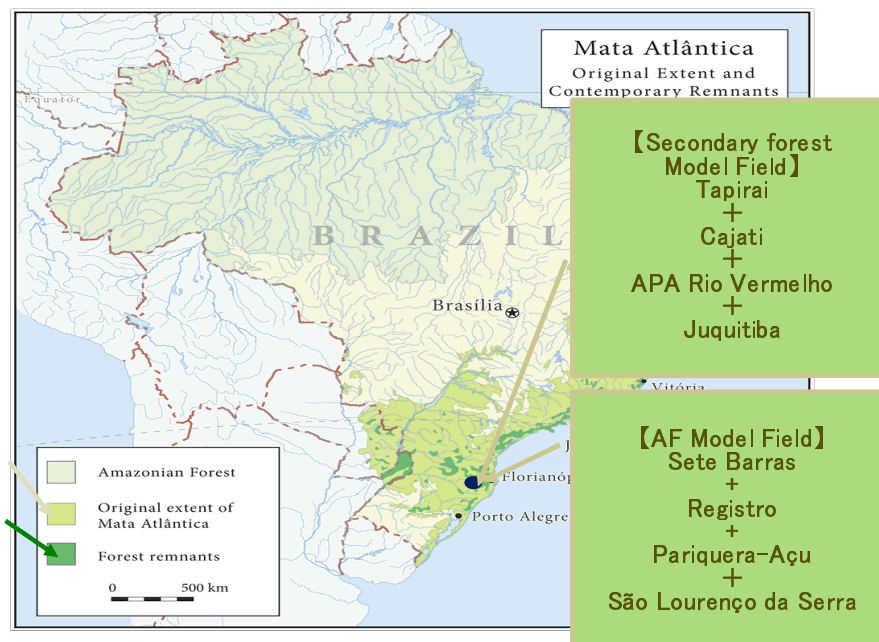 Mata Atlântica
Original Extent and
Contemporary Remnants
Equator
BRAZIL
Brasília
Vitória
Florianóp
Porto Alegre
Amazonian Forest
Original extent of
Mata Atlântica
Forest remnants
0 500 km
【Secondary forest
Model Field】
Tapirai
+
Cajati
+
APA Rio Vermelho
+
Juquitiba
【AF Model Field】
Sete Barras
+
Registro
+
Pariquera-Açu
+
São Lourenço da Serra